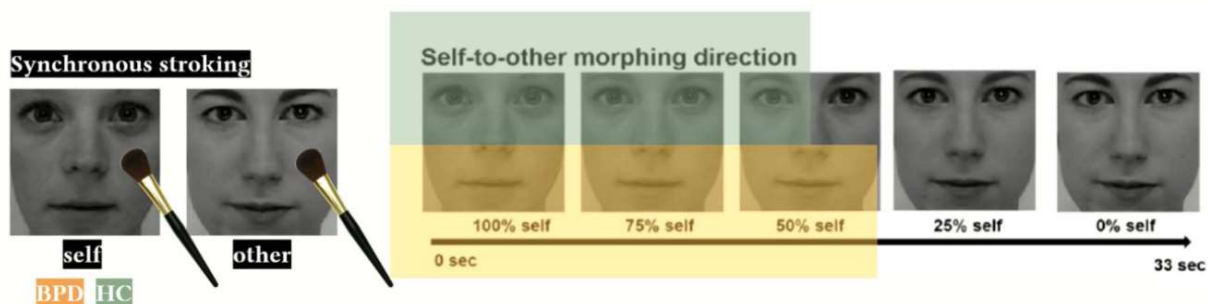 Synchronous stroking
self
other
BPD HC
Self-to-other morphing direction
100% self
75% self
50% self
25% self
0% self
0 sec
33 sec